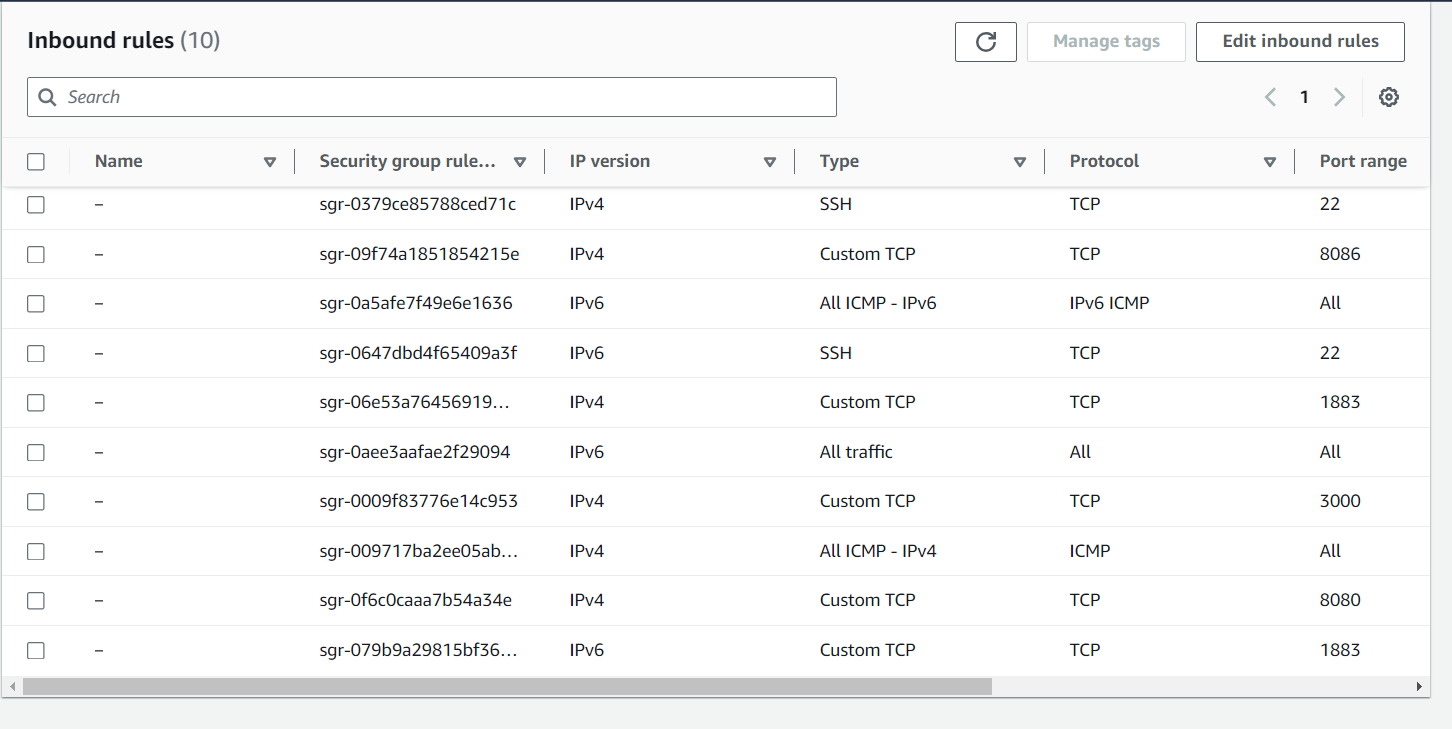 Inbound rules (10)
Manage tags
Edit inbound rules
Search
1
Name Security group rule... IP version Type Protocol Port range
– sgr-0379ce85788ced71c IPv4 SSH TCP 22
– sgr-09f74a1851854215e IPv4 Custom TCP TCP 8086
– sgr-0a5afe7f49e6e1636 IPv6 All ICMP - IPv6 IPv6 ICMP All
– sgr-0647dbd4f65409a3f IPv6 SSH TCP 22
– sgr-06e53a76456919... IPv4 Custom TCP TCP 1883
– sgr-0aee3aafae2f29094 IPv6 All traffic All All
– sgr-0009f83776e14c953 IPv4 Custom TCP TCP 3000
– sgr-009717ba2ee05ab... IPv4 All ICMP - IPv4 ICMP All
– sgr-0f6c0caaa7b54a34e IPv4 Custom TCP TCP 8080
– sgr-079b9a29815bf36... IPv6 Custom TCP TCP 1883